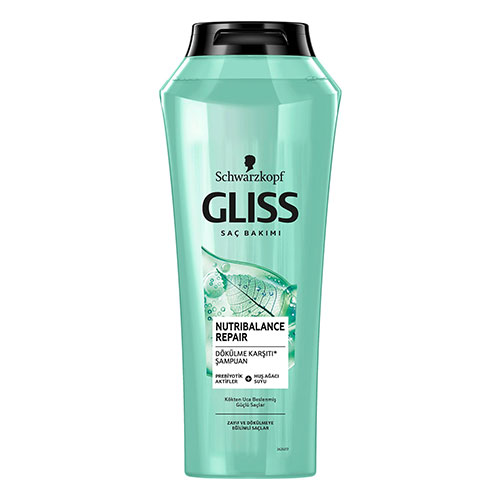 Schwarzkopf
GLISS
SAÇ BAKIMI
NUTRIBALANCE
REPAIR
DÖKÜLME KARŞITI*
ŞAMPUAN
PREBİYOTİK AKTİFLER + HUŞ AĞACI SUYU
Kökten Uca Beslenmiş
Güçlü Saçlar
ZAYIF VE DÖKÜLMEYE
EĞİLİMLİ SAÇLAR